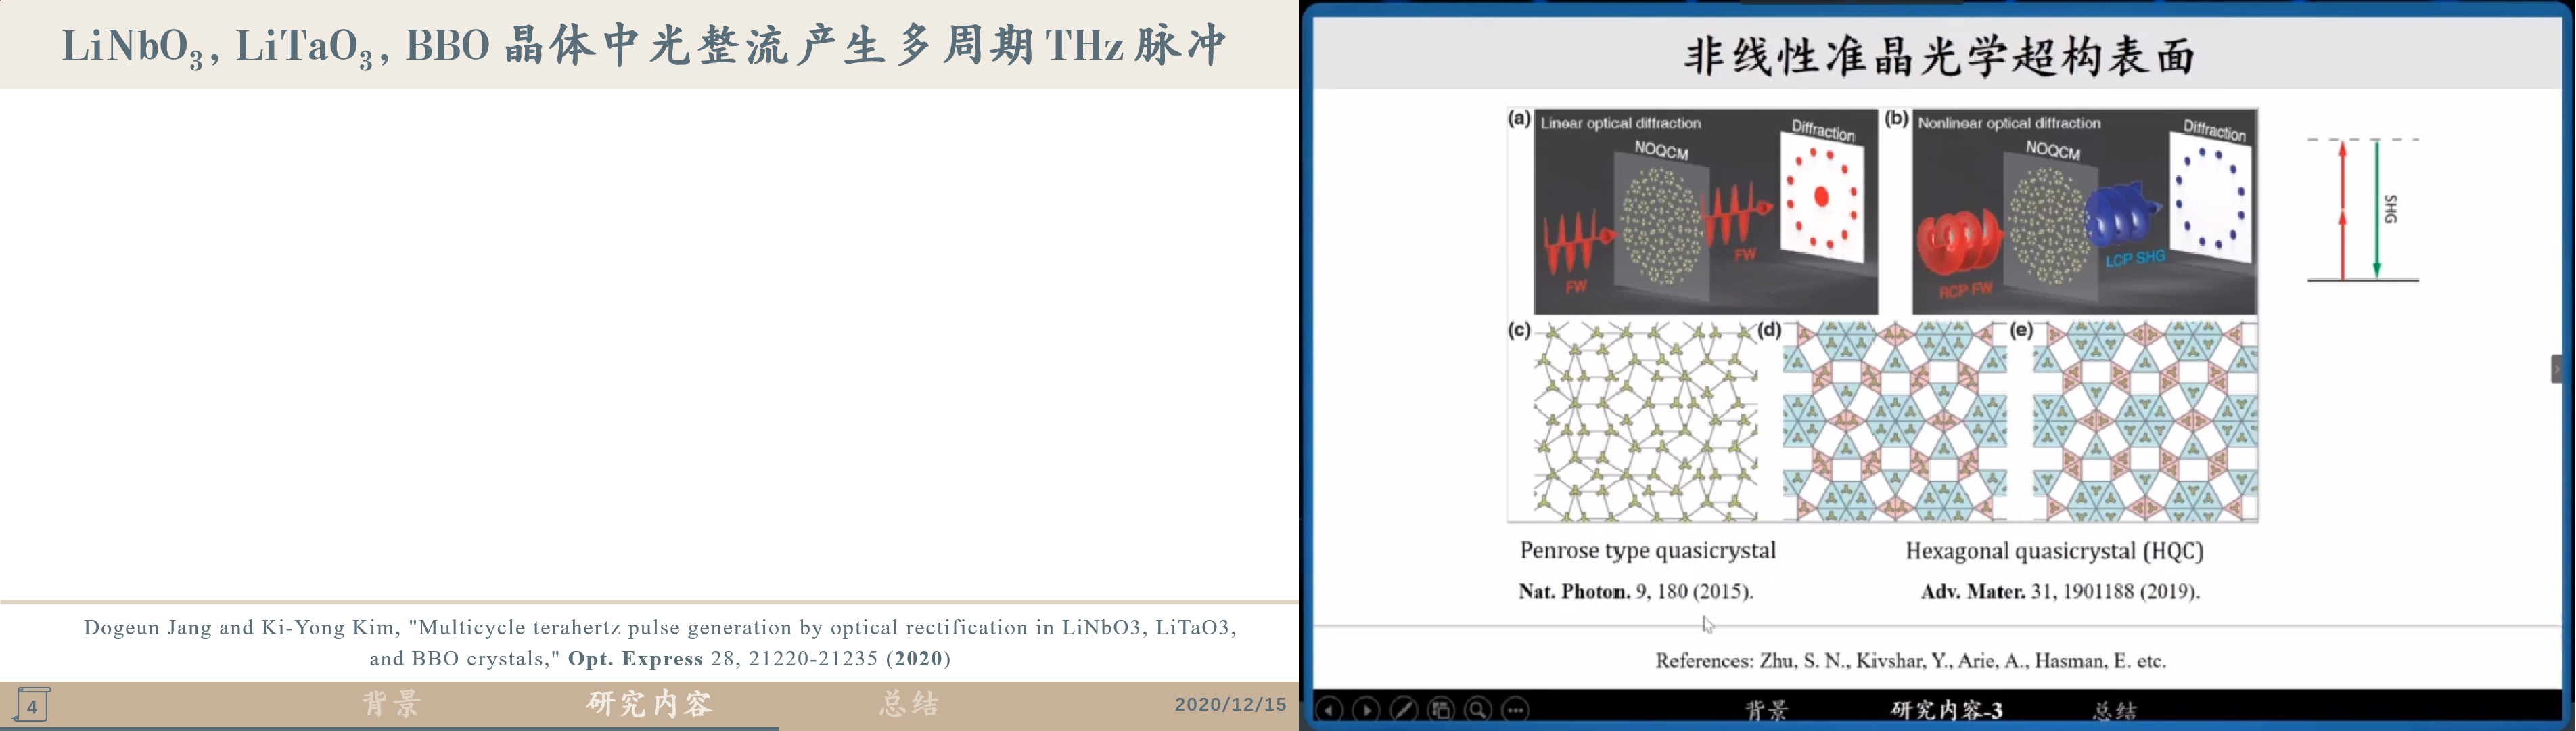 LiNbO₃, LiTaO₃, BBO 晶体中光整流产生多周期 THz 脉冲
Dogeun Jang and Ki-Yong Kim, "Multicycle terahertz pulse generation by optical rectification in LiNbO3, LiTaO3,
and BBO crystals," Opt. Express 28, 21220-21235 (2020)
4
背景
研究内容
总结
2020/12/15
非线性准晶光学超构表面
(a) Linear optical diffraction
NOQCM
Diffraction
FW
FW
(b) Nonlinear optical diffraction
NOQCM
Diffraction
RCP FW
LCP SHG
SHG
(c)
(d)
(e)
Penrose type quasicrystal
Nat. Photon. 9, 180 (2015).
Hexagonal quasicrystal (HQC)
Adv. Mater. 31, 1901188 (2019).
References: Zhu, S. N., Kivshar, Y., Arie, A., Hasman, E. etc.
背景
研究内容-3
总结